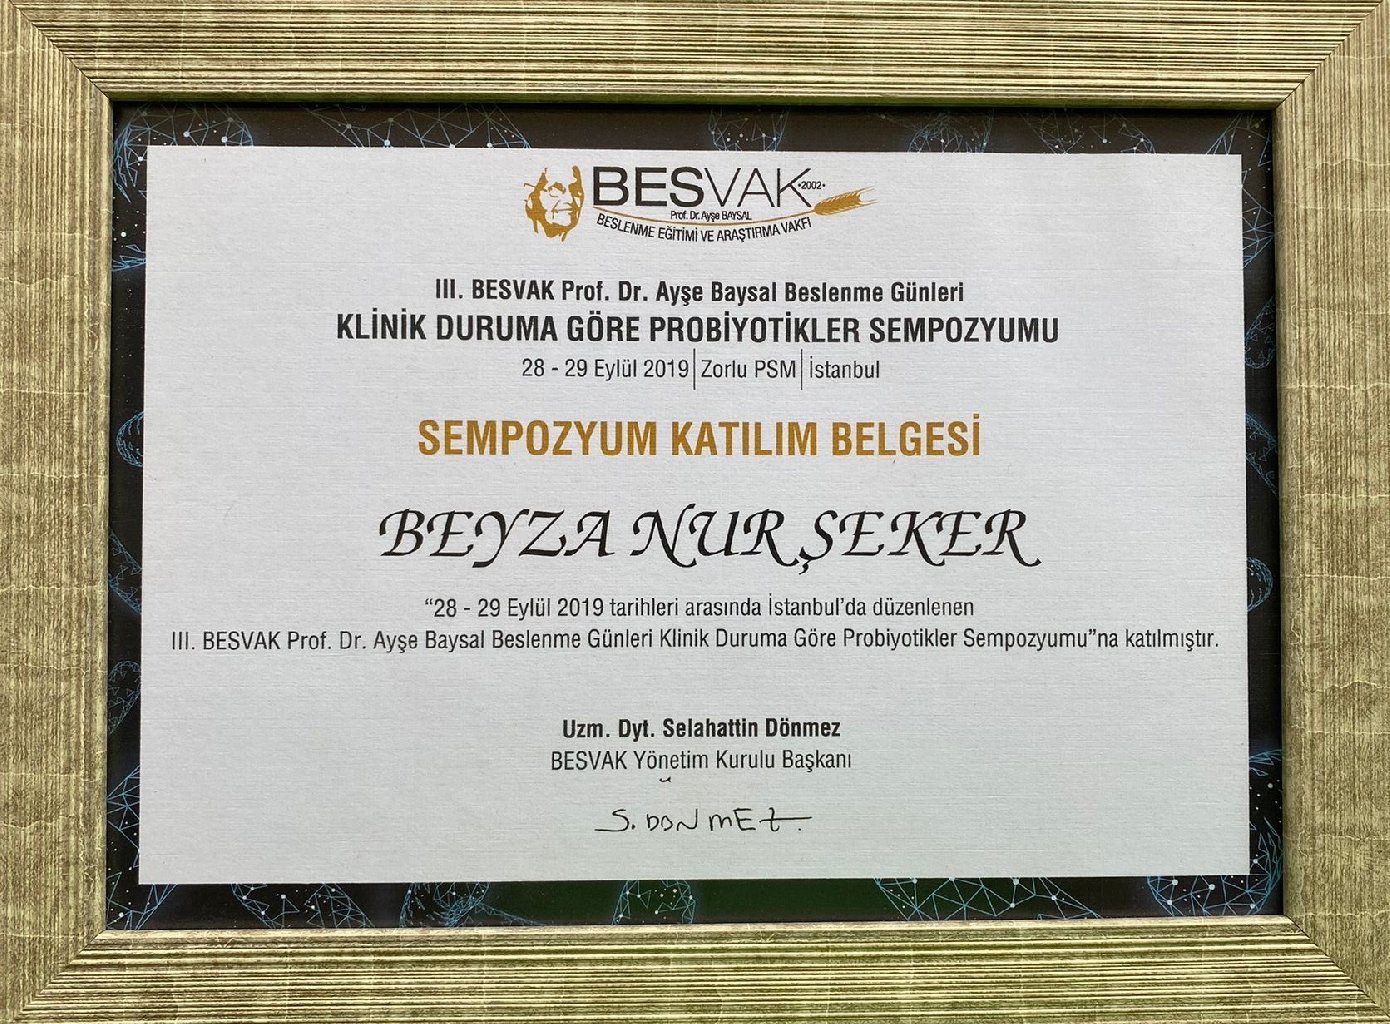 BESVAK
•2002•
Prof. Dr. Ayşe BAYSAL
BESLENME EĞİTİMİ VE ARAŞTIRMA VAKFI
III. BESVAK Prof. Dr. Ayşe Baysal Beslenme Günleri
KLİNİK DURUMA GÖRE PROBİYOTİKLER SEMPOZYUMU
28 - 29 Eylül 2019 | Zorlu PSM | İstanbul
SEMPOZYUM KATILIM BELGESİ
BEYZA NUR ŞEKER
“28 - 29 Eylül 2019 tarihleri arasında İstanbul’da düzenlenen
III. BESVAK Prof. Dr. Ayşe Baysal Beslenme Günleri Klinik Duruma Göre Probiyotikler Sempozyumu”na katılmıştır.
Uzm. Dyt. Selahattin Dönmez
BESVAK Yönetim Kurulu Başkanı
S. DÖNMEZ.